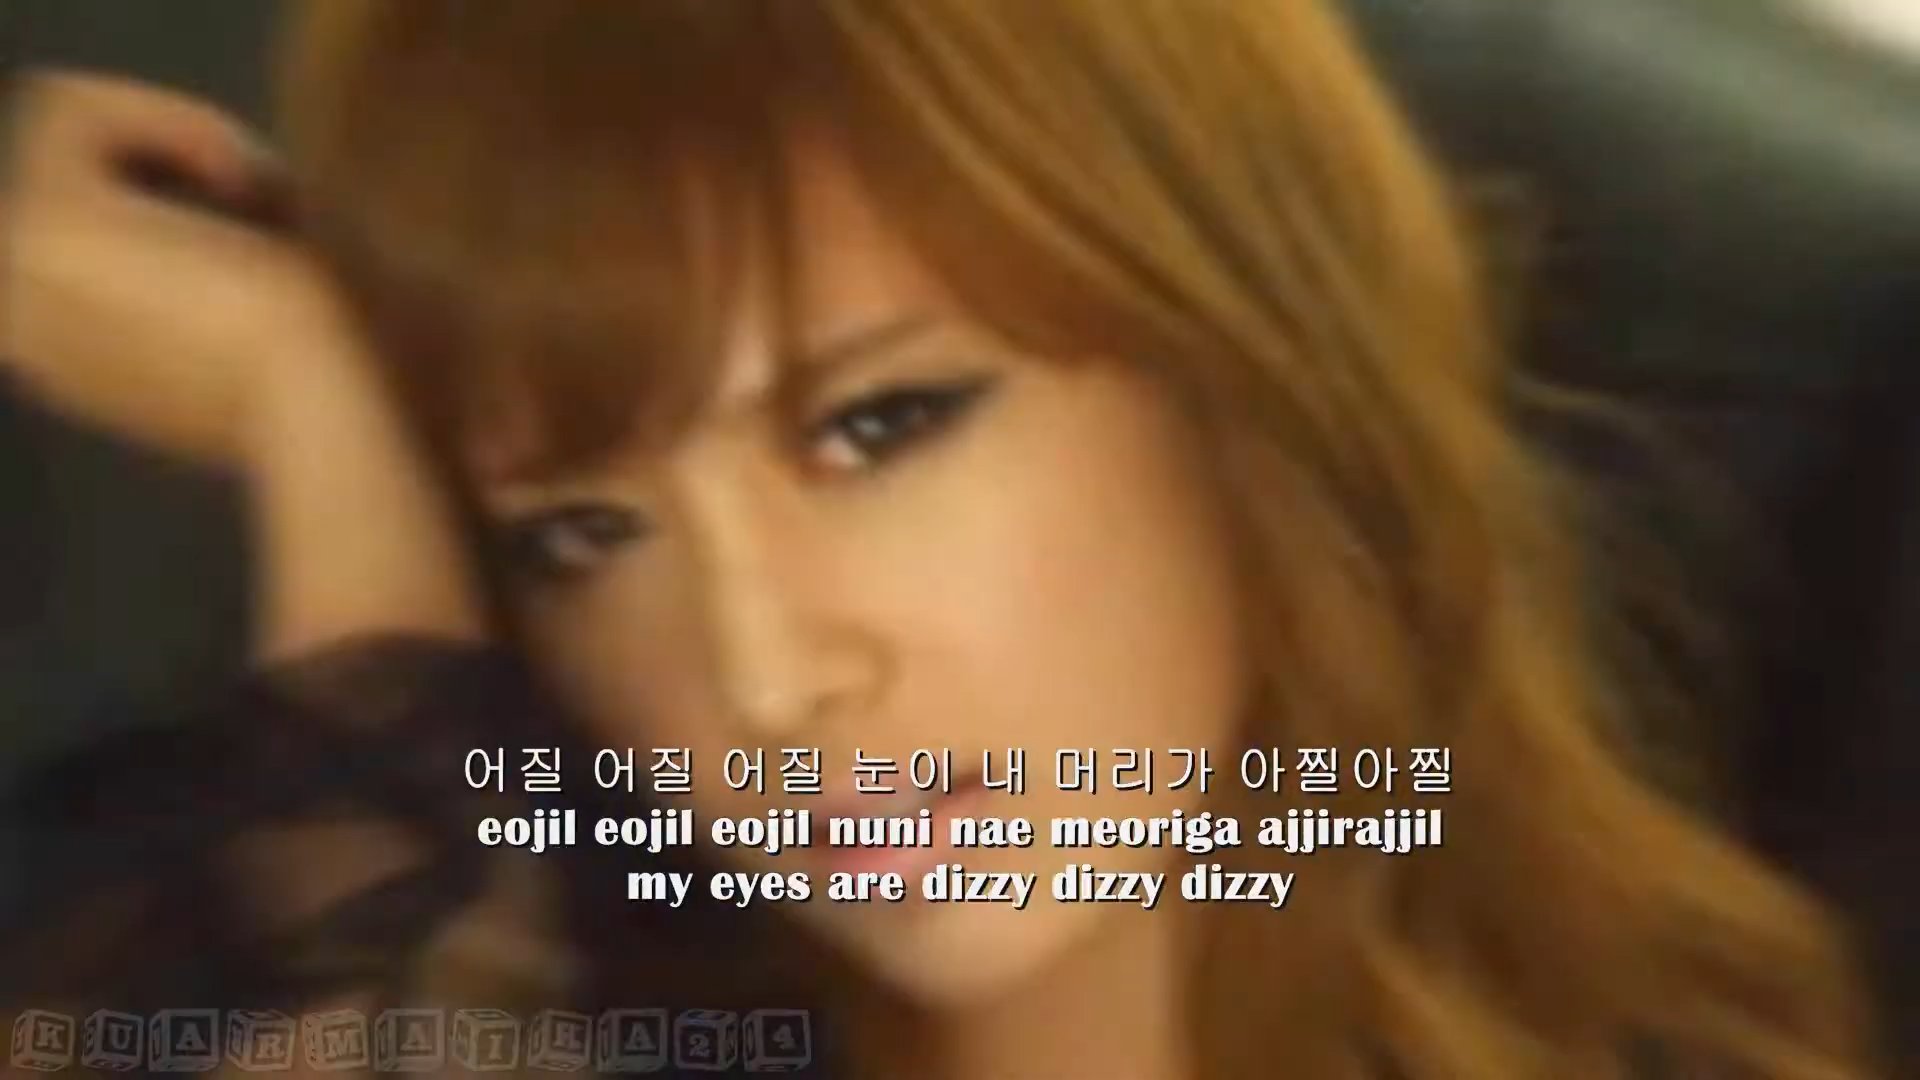 어질 어질 어질 눈이 내 머리가 아찔아찔
eojil eojil eojil nuni nae meoriga ajjirajjil
my eyes are dizzy dizzy dizzy
KUARMAIKA24